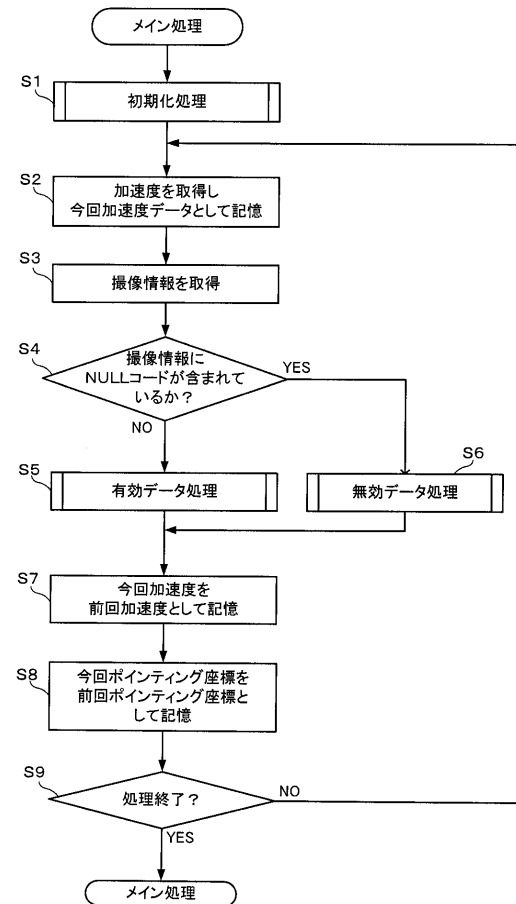 メイン処理
S1
初期化処理
S2
加速度を取得し
今回加速度データとして記憶
S3
撮像情報を取得
S4
撮像情報に
NULLコードが含まれて
いるか?
YES
NO
S5
有効データ処理
S6
無効データ処理
S7
今回加速度を
前回加速度として記憶
S8
今回ポインティング座標を
前回ポインティング座標と
して記憶
S9
処理終了?
NO
YES
メイン処理